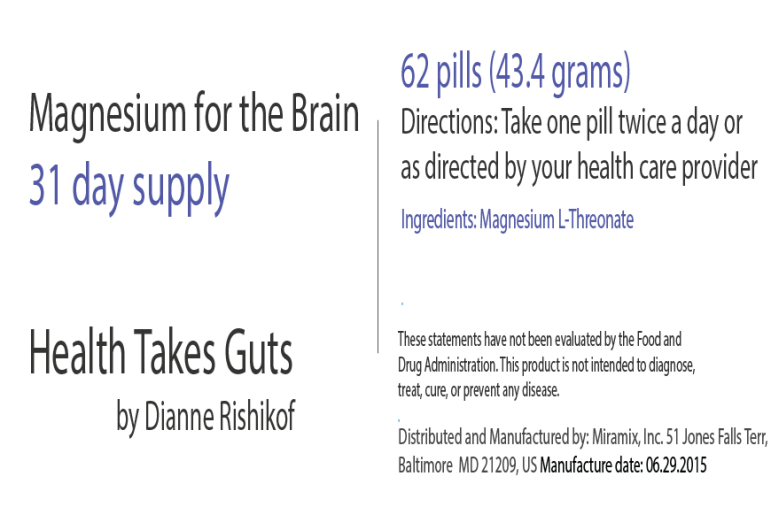 Magnesium for the Brain
31 day supply
Health Takes Guts
by Dianne Rishikof
62 pills (43.4 grams)
Directions: Take one pill twice a day or
as directed by your health care provider
Ingredients: Magnesium L-Threonate
These statements have not been evaluated by the Food and
Drug Administration. This product is not intended to diagnose,
treat, cure, or prevent any disease.
Distributed and Manufactured by: Miramix, Inc. 51 Jones Falls Terr,
Baltimore MD 21209, US Manufacture date: 06.29.2015